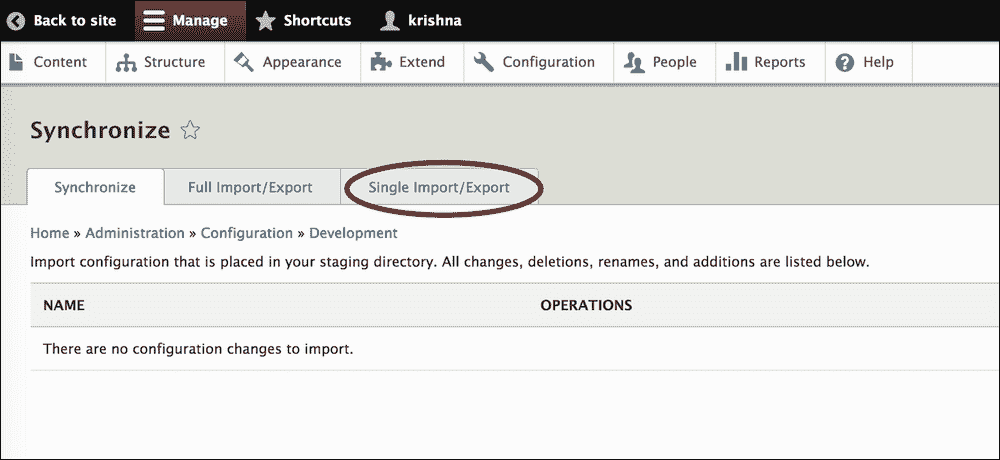 Back to site Manage Shortcuts krishna
Content Structure Appearance Extend Configuration People Reports Help
Synchronize
Synchronize Full Import/Export Single Import/Export
Home » Administration » Configuration » Development
Import configuration that is placed in your staging directory. All changes, deletions, renames, and additions are listed below.
NAME OPERATIONS
There are no configuration changes to import.